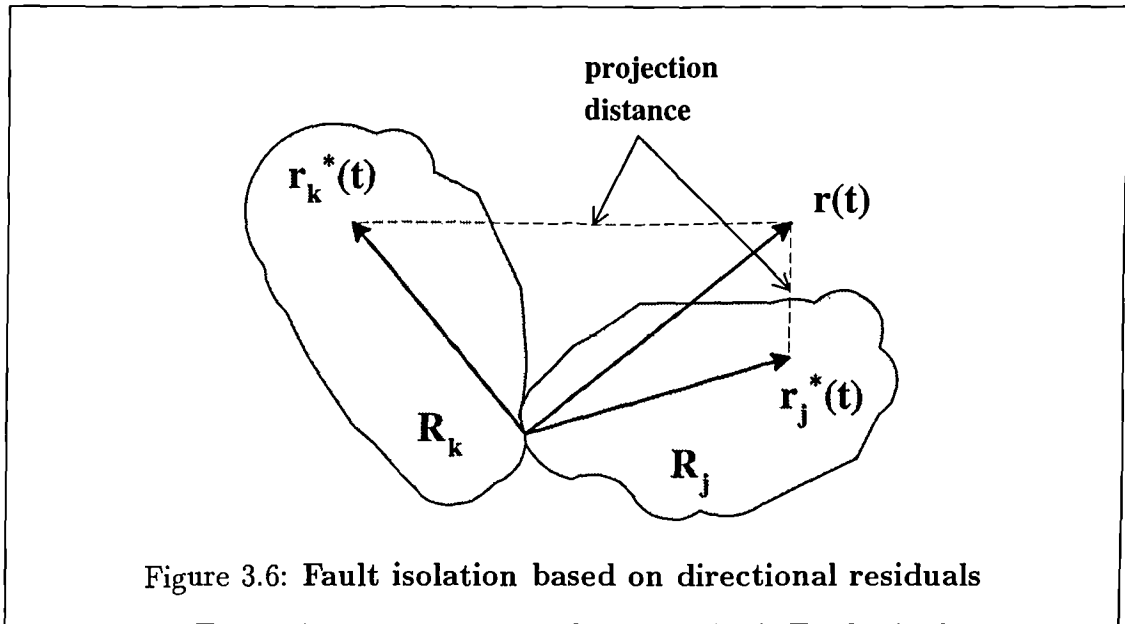 projection
distance
r_k*(t)
r(t)
r_j*(t)
R_k
R_j
Figure 3.6: Fault isolation based on directional residuals